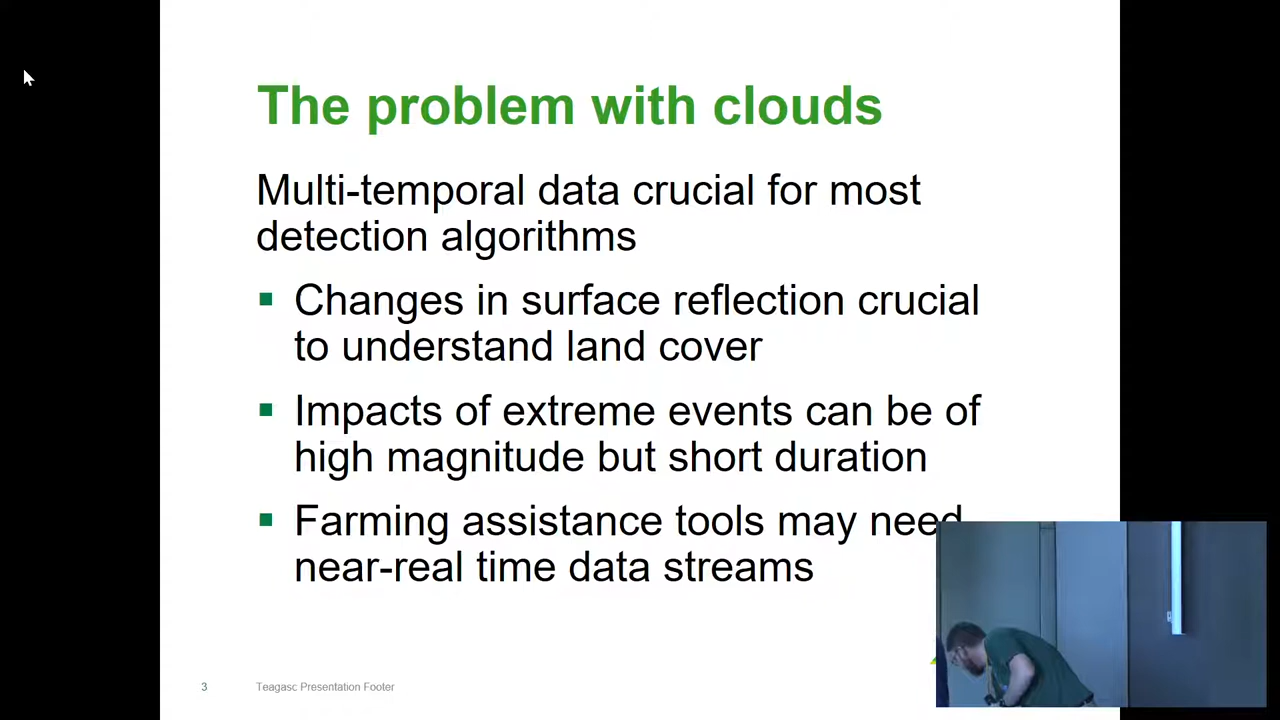 The problem with clouds
Multi-temporal data crucial for most
detection algorithms
Changes in surface reflection crucial
to understand land cover
Impacts of extreme events can be of
high magnitude but short duration
Farming assistance tools may need
near-real time data streams
3
Teagasc Presentation Footer